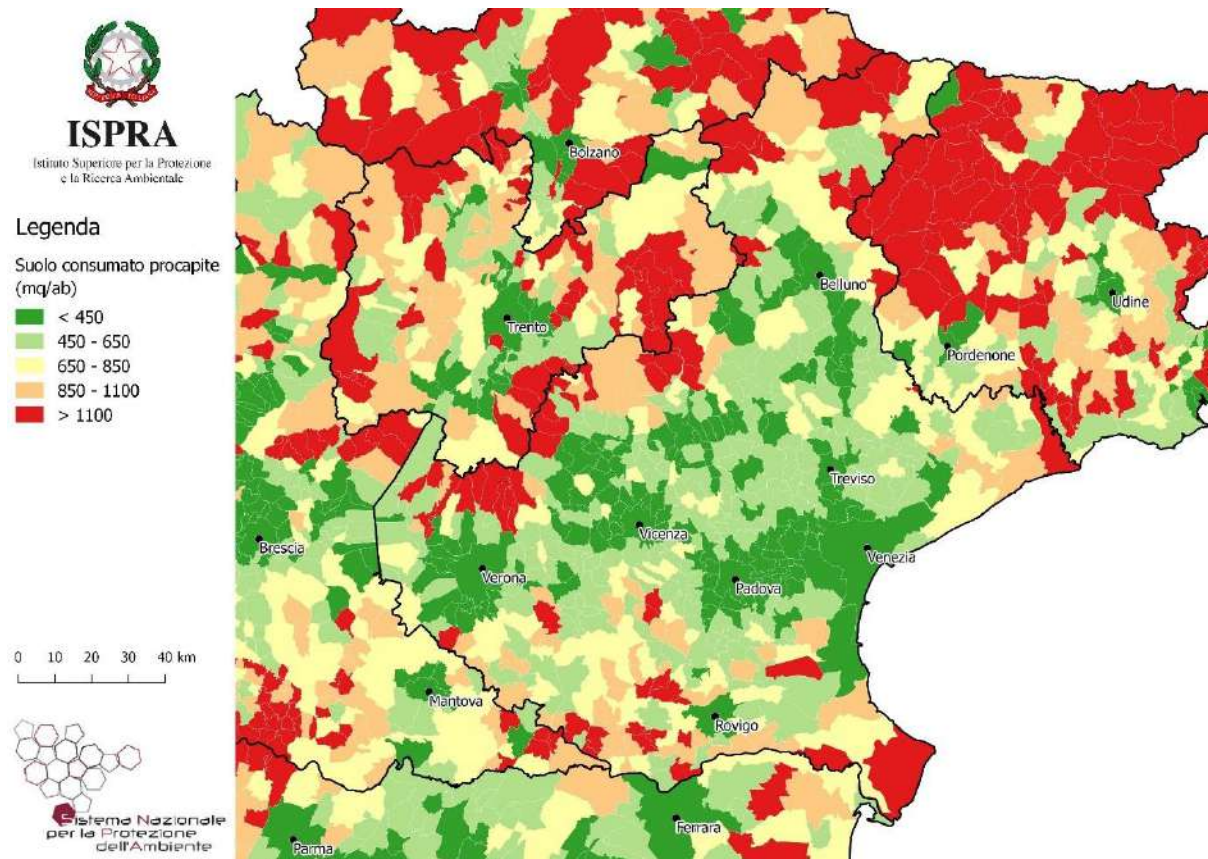 ISPRA
Istituto Superiore per la Protezione
e la Ricerca Ambientale
Legenda
Suolo consumato procapite
(mq/ab)
< 450
450 - 650
650 - 850
850 - 1100
> 1100
0 10 20 30 40 km
Sistema Nazionale
per la Protezione
dell'Ambiente
Bolzano
Trento
Belluno
Udine
Pordenone
Treviso
Vicenza
Venezia
Brescia
Verona
Padova
Mantova
Rovigo
Ferrara
Parma